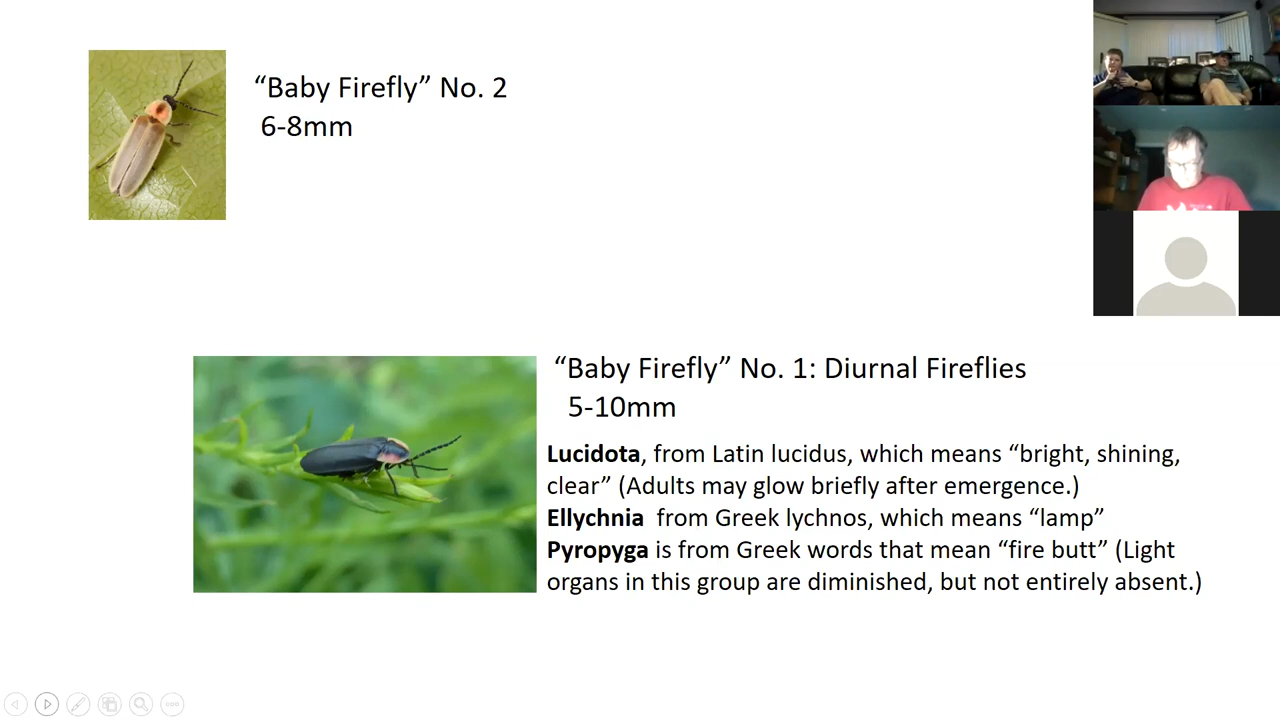 “Baby Firefly” No. 2
6-8mm
“Baby Firefly” No. 1: Diurnal Fireflies
5-10mm
Lucidota, from Latin lucidus, which means “bright, shining,
clear” (Adults may glow briefly after emergence.)
Ellychnia from Greek lychnos, which means “lamp”
Pyropyga is from Greek words that mean “fire butt” (Light
organs in this group are diminished, but not entirely absent.)